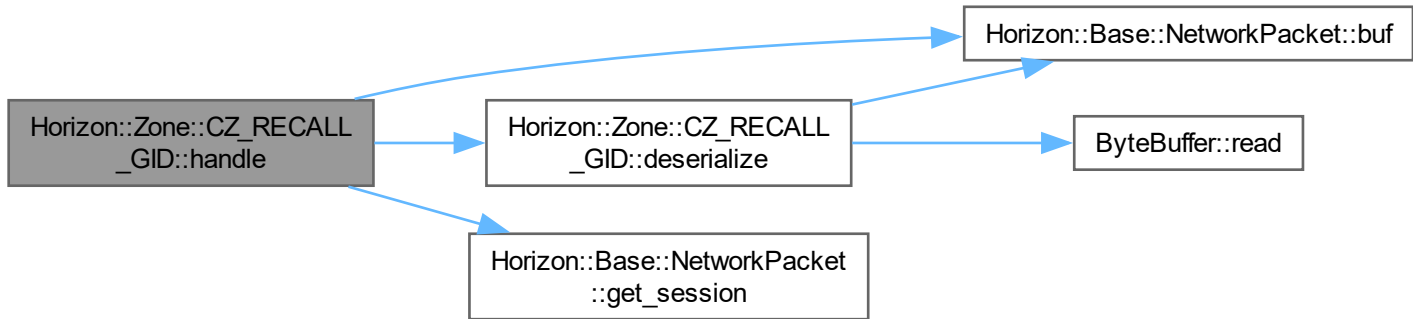 Horizon::Zone::CZ_RECALL
_GID::handle
Horizon::Base::NetworkPacket::buf
Horizon::Zone::CZ_RECALL
_GID::deserialize
ByteBuffer::read
Horizon::Base::NetworkPacket
::get_session